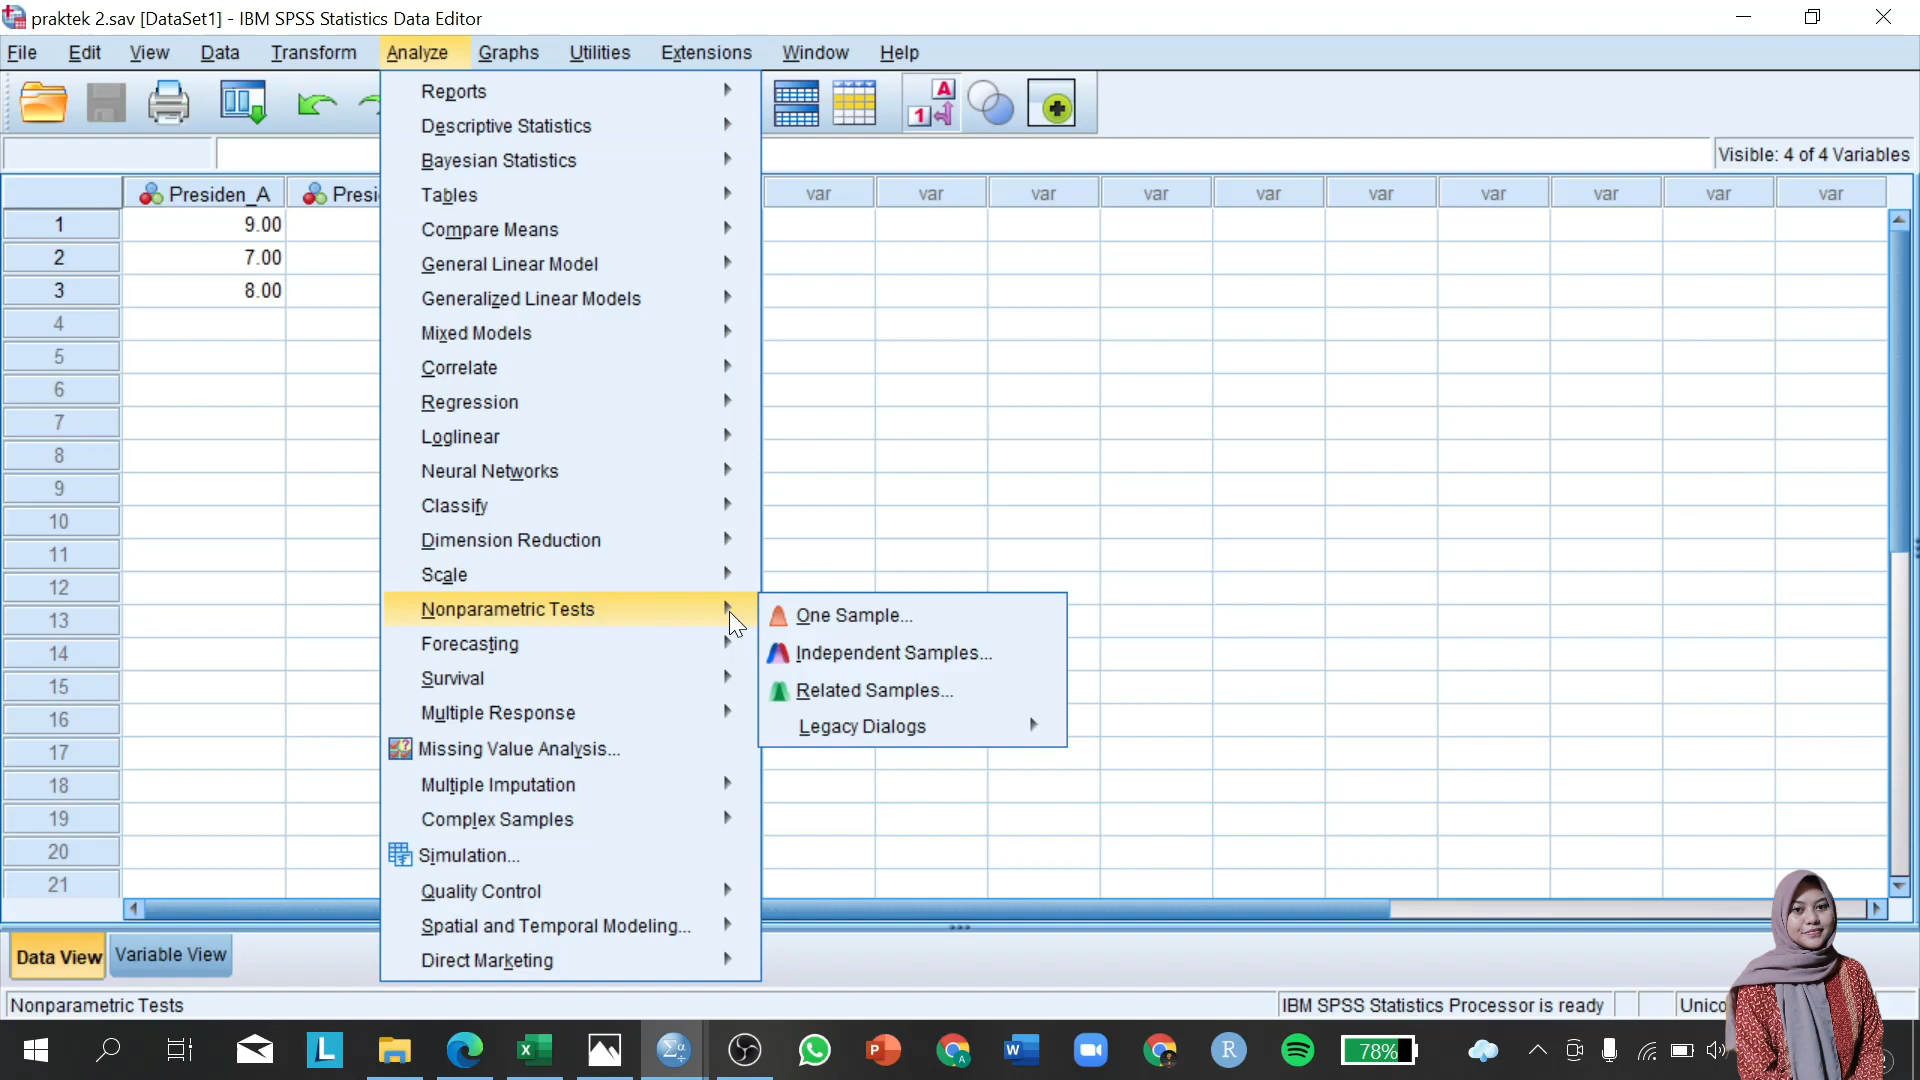 praktek 2.sav [DataSet1] - IBM SPSS Statistics Data Editor
File Edit View Data Transform Analyze Graphs Utilities Extensions Window Help
Visible: 4 of 4 Variables
Presiden_A var var var var var var var var var var
1 9.00
2 7.00
3 8.00
4
5
6
7
8
9
10
11
12
13
14
15
16
17
18
19
20
21
Reports
Descriptive Statistics
Bayesian Statistics
Tables
Compare Means
General Linear Model
Generalized Linear Models
Mixed Models
Correlate
Regression
Loglinear
Neural Networks
Classify
Dimension Reduction
Scale
Nonparametric Tests
Forecasting
Survival
Multiple Response
Missing Value Analysis...
Multiple Imputation
Complex Samples
Simulation...
Quality Control
Spatial and Temporal Modeling...
Direct Marketing
One Sample...
Independent Samples...
Related Samples...
Legacy Dialogs
Data View Variable View
Nonparametric Tests IBM SPSS Statistics Processor is ready
78%